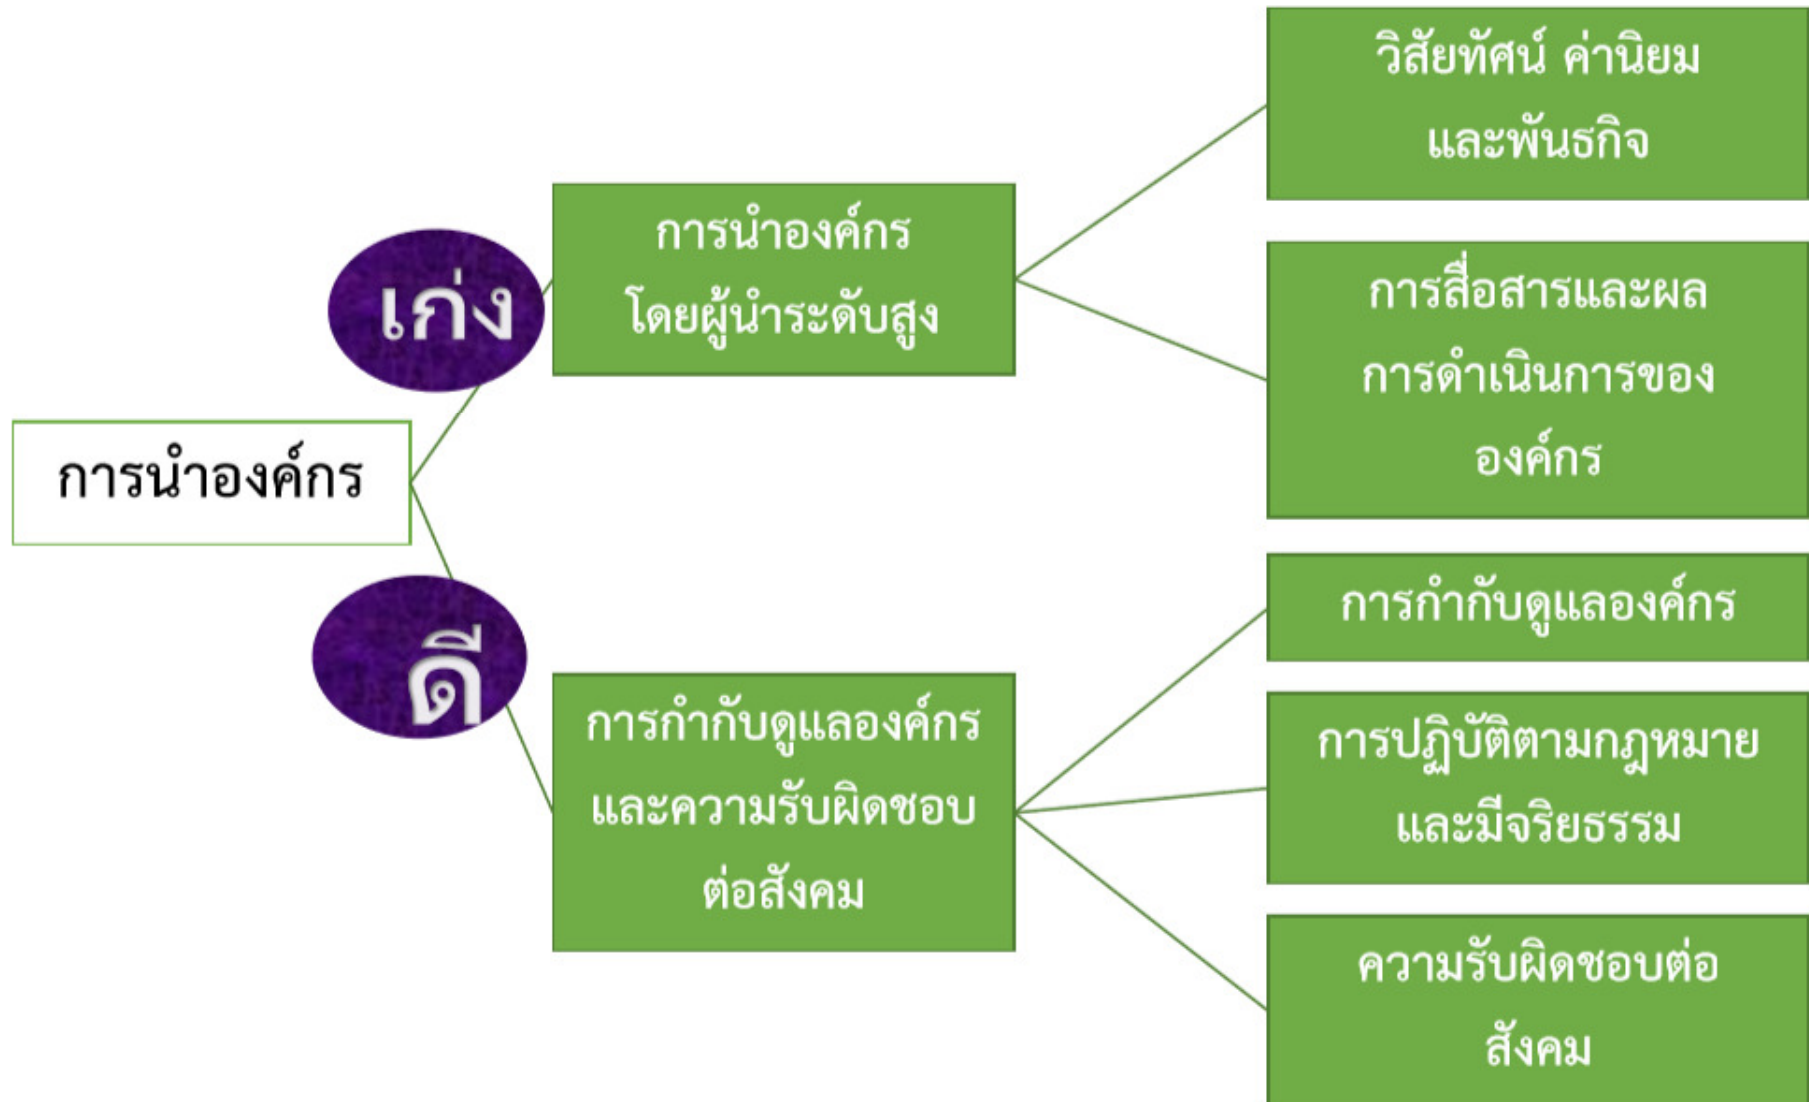 การนำองค์กร
เก่ง
การนำองค์กร
โดยผู้นำระดับสูง
วิสัยทัศน์ ค่านิยม
และพันธกิจ
การสื่อสารและผล
การดำเนินการของ
องค์กร
ดี
การกำกับดูแลองค์กร
และความรับผิดชอบ
ต่อสังคม
การกำกับดูแลองค์กร
การปฏิบัติตามกฎหมาย
และมีจริยธรรม
ความรับผิดชอบต่อ
สังคม